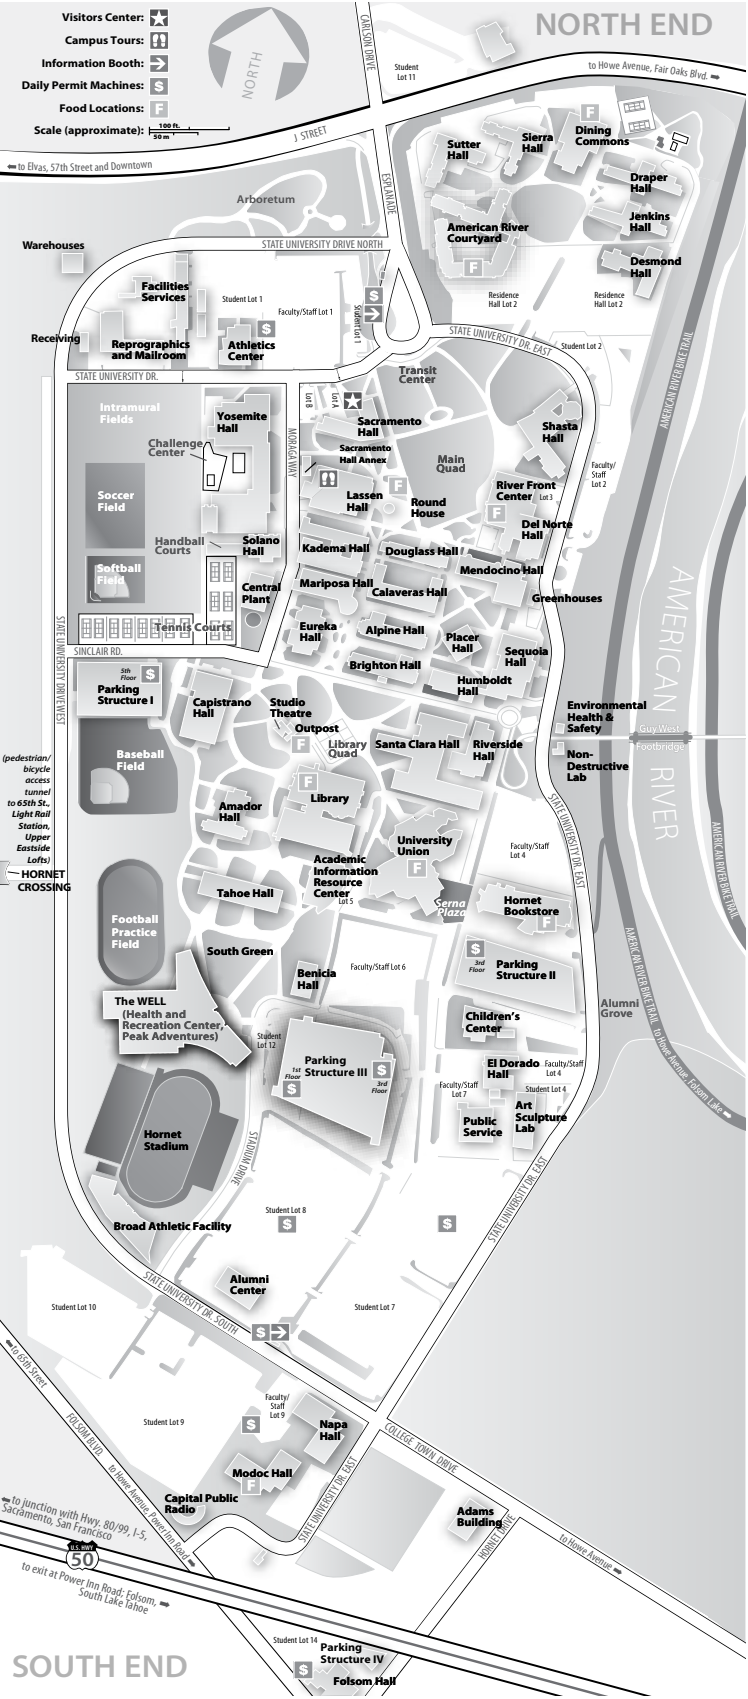 Visitors Center:
Campus Tours:
Information Booth:
Daily Permit Machines: $
Food Locations: F
Scale (approximate): 100 ft.
50 m
NORTH
NORTH END
CARLSON DRIVE
Student
Lot 11
to Howe Avenue, Fair Oaks Blvd.
J STREET
to Elvas, 57th Street and Downtown
ESPLANADE
Sutter
Hall
Sierra
Hall
F
Dining
Commons
Draper
Hall
Jenkins
Hall
Desmond
Hall
American River
Courtyard
F
Residence
Hall Lot 2
Residence
Hall Lot 2
Arboretum
STATE UNIVERSITY DRIVE NORTH
Warehouses
Facilities
Services
Student Lot 1
Faculty/Staff Lot 1
Student Lot 1
$
Receiving
Reprographics
and Mailroom
$
Athletics
Center
STATE UNIVERSITY DR. EAST
Student Lot 2
AMERICAN RIVER BIKE TRAIL
STATE UNIVERSITY DR.
Transit
Center
Intramural
Fields
Yosemite
Hall
Lot B
Lot A
Sacramento
Hall
Sacramento
Hall Annex
Shasta
Hall
Challenge
Center
MORAGA WAY
Main
Quad
Faculty/
Staff
Lot 2
Soccer
Field
Lassen
Hall
F
Round
House
River Front
Center
Lot 3
F
Del Norte
Hall
Handball
Courts
Solano
Hall
Kadema Hall
Douglass Hall
Mendocino Hall
Softball
Field
Central
Plant
Mariposa Hall
Calaveras Hall
Greenhouses
Tennis Courts
Eureka
Hall
Alpine Hall
Placer
Hall
Sequoia
Hall
Brighton Hall
Humboldt
Hall
AMERICAN RIVER
STATE UNIVERSITY DRIVE WEST
SINCLAIR RD.
5th
Floor
$
Parking
Structure I
Capistrano
Hall
Studio
Theatre
Outpost
F
Library
Quad
Santa Clara Hall
Riverside
Hall
Environmental
Health &
Safety
Guy West
Footbridge
Non-
Destructive
Lab
Baseball
Field
(pedestrian/
bicycle
access
tunnel
to 65th St.,
Light Rail
Station,
Upper
Eastside
Lofts)
HORNET
CROSSING
Amador
Hall
F
Library
University
Union
F
STATE UNIVERSITY DR. EAST
AMERICAN RIVER BIKE TRAIL
Faculty/Staff
Lot 4
Academic
Information
Resource
Center
Lot 5
Tahoe Hall
Serna
Plaza
Hornet
Bookstore
F
Football
Practice
Field
South Green
Benicia
Hall
Faculty/Staff Lot 6
$
3rd
Floor
Parking
Structure II
The WELL
(Health and
Recreation Center,
Peak Adventures)
Alumni
Grove
AMERICAN RIVER BIKE TRAIL
to Howe Avenue, Folsom Lake
Children's
Center
Student
Lot 12
Parking
Structure III
1st
Floor
$
$
3rd
Floor
El Dorado
Hall
Faculty/Staff
Lot 4
Faculty/Staff
Lot 7
Student Lot 4
Art
Sculpture
Lab
Public
Service
Hornet
Stadium
STADIUM DRIVE
STATE UNIVERSITY DR. EAST
Student Lot 8
$
$
Broad Athletic Facility
Alumni
Center
STATE UNIVERSITY DR. SOUTH
Student Lot 10
Student Lot 7
$
to 65th Street
FOLSOM BLVD.
to Howe Avenue, Power Inn Road
Student Lot 9
Faculty/
Staff
Lot 9
$
Napa
Hall
Modoc Hall
F
Capital Public
Radio
STATE UNIVERSITY DR. EAST
COLLEGE TOWN DRIVE
Adams
Building
HORNET DRIVE
to Howe Avenue
to junction with Hwy. 80/99, I-5,
Sacramento, San Francisco
U.S. HWY
50
to exit at Power Inn Road; Folsom,
South Lake Tahoe
Student Lot 14
$
Parking
Structure IV
Folsom Hall
SOUTH END